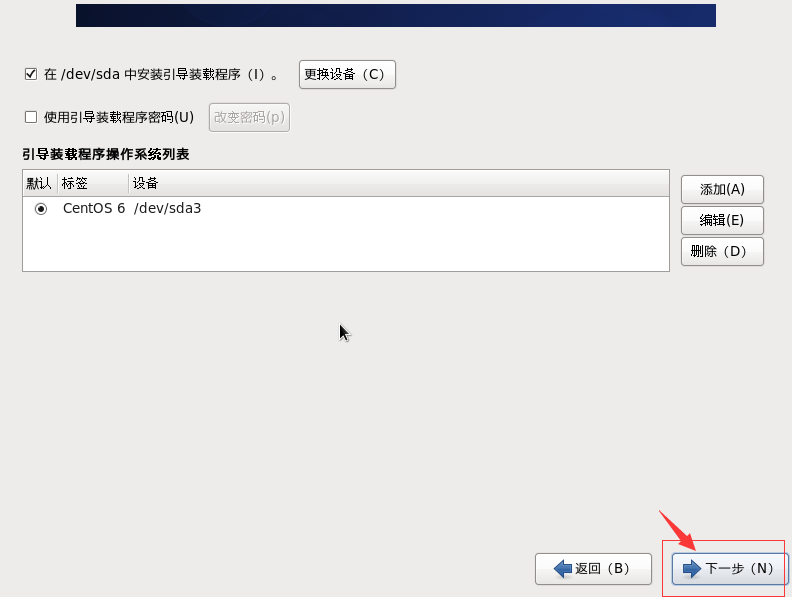 在 /dev/sda 中安装引导装载程序（I）。 更换设备（C）
使用引导装载程序密码(U) 改变密码(p)
引导装载程序操作系统列表
默认 标签 设备
CentOS 6 /dev/sda3
添加(A)
编辑(E)
删除（D）
返回（B） 下一步（N）